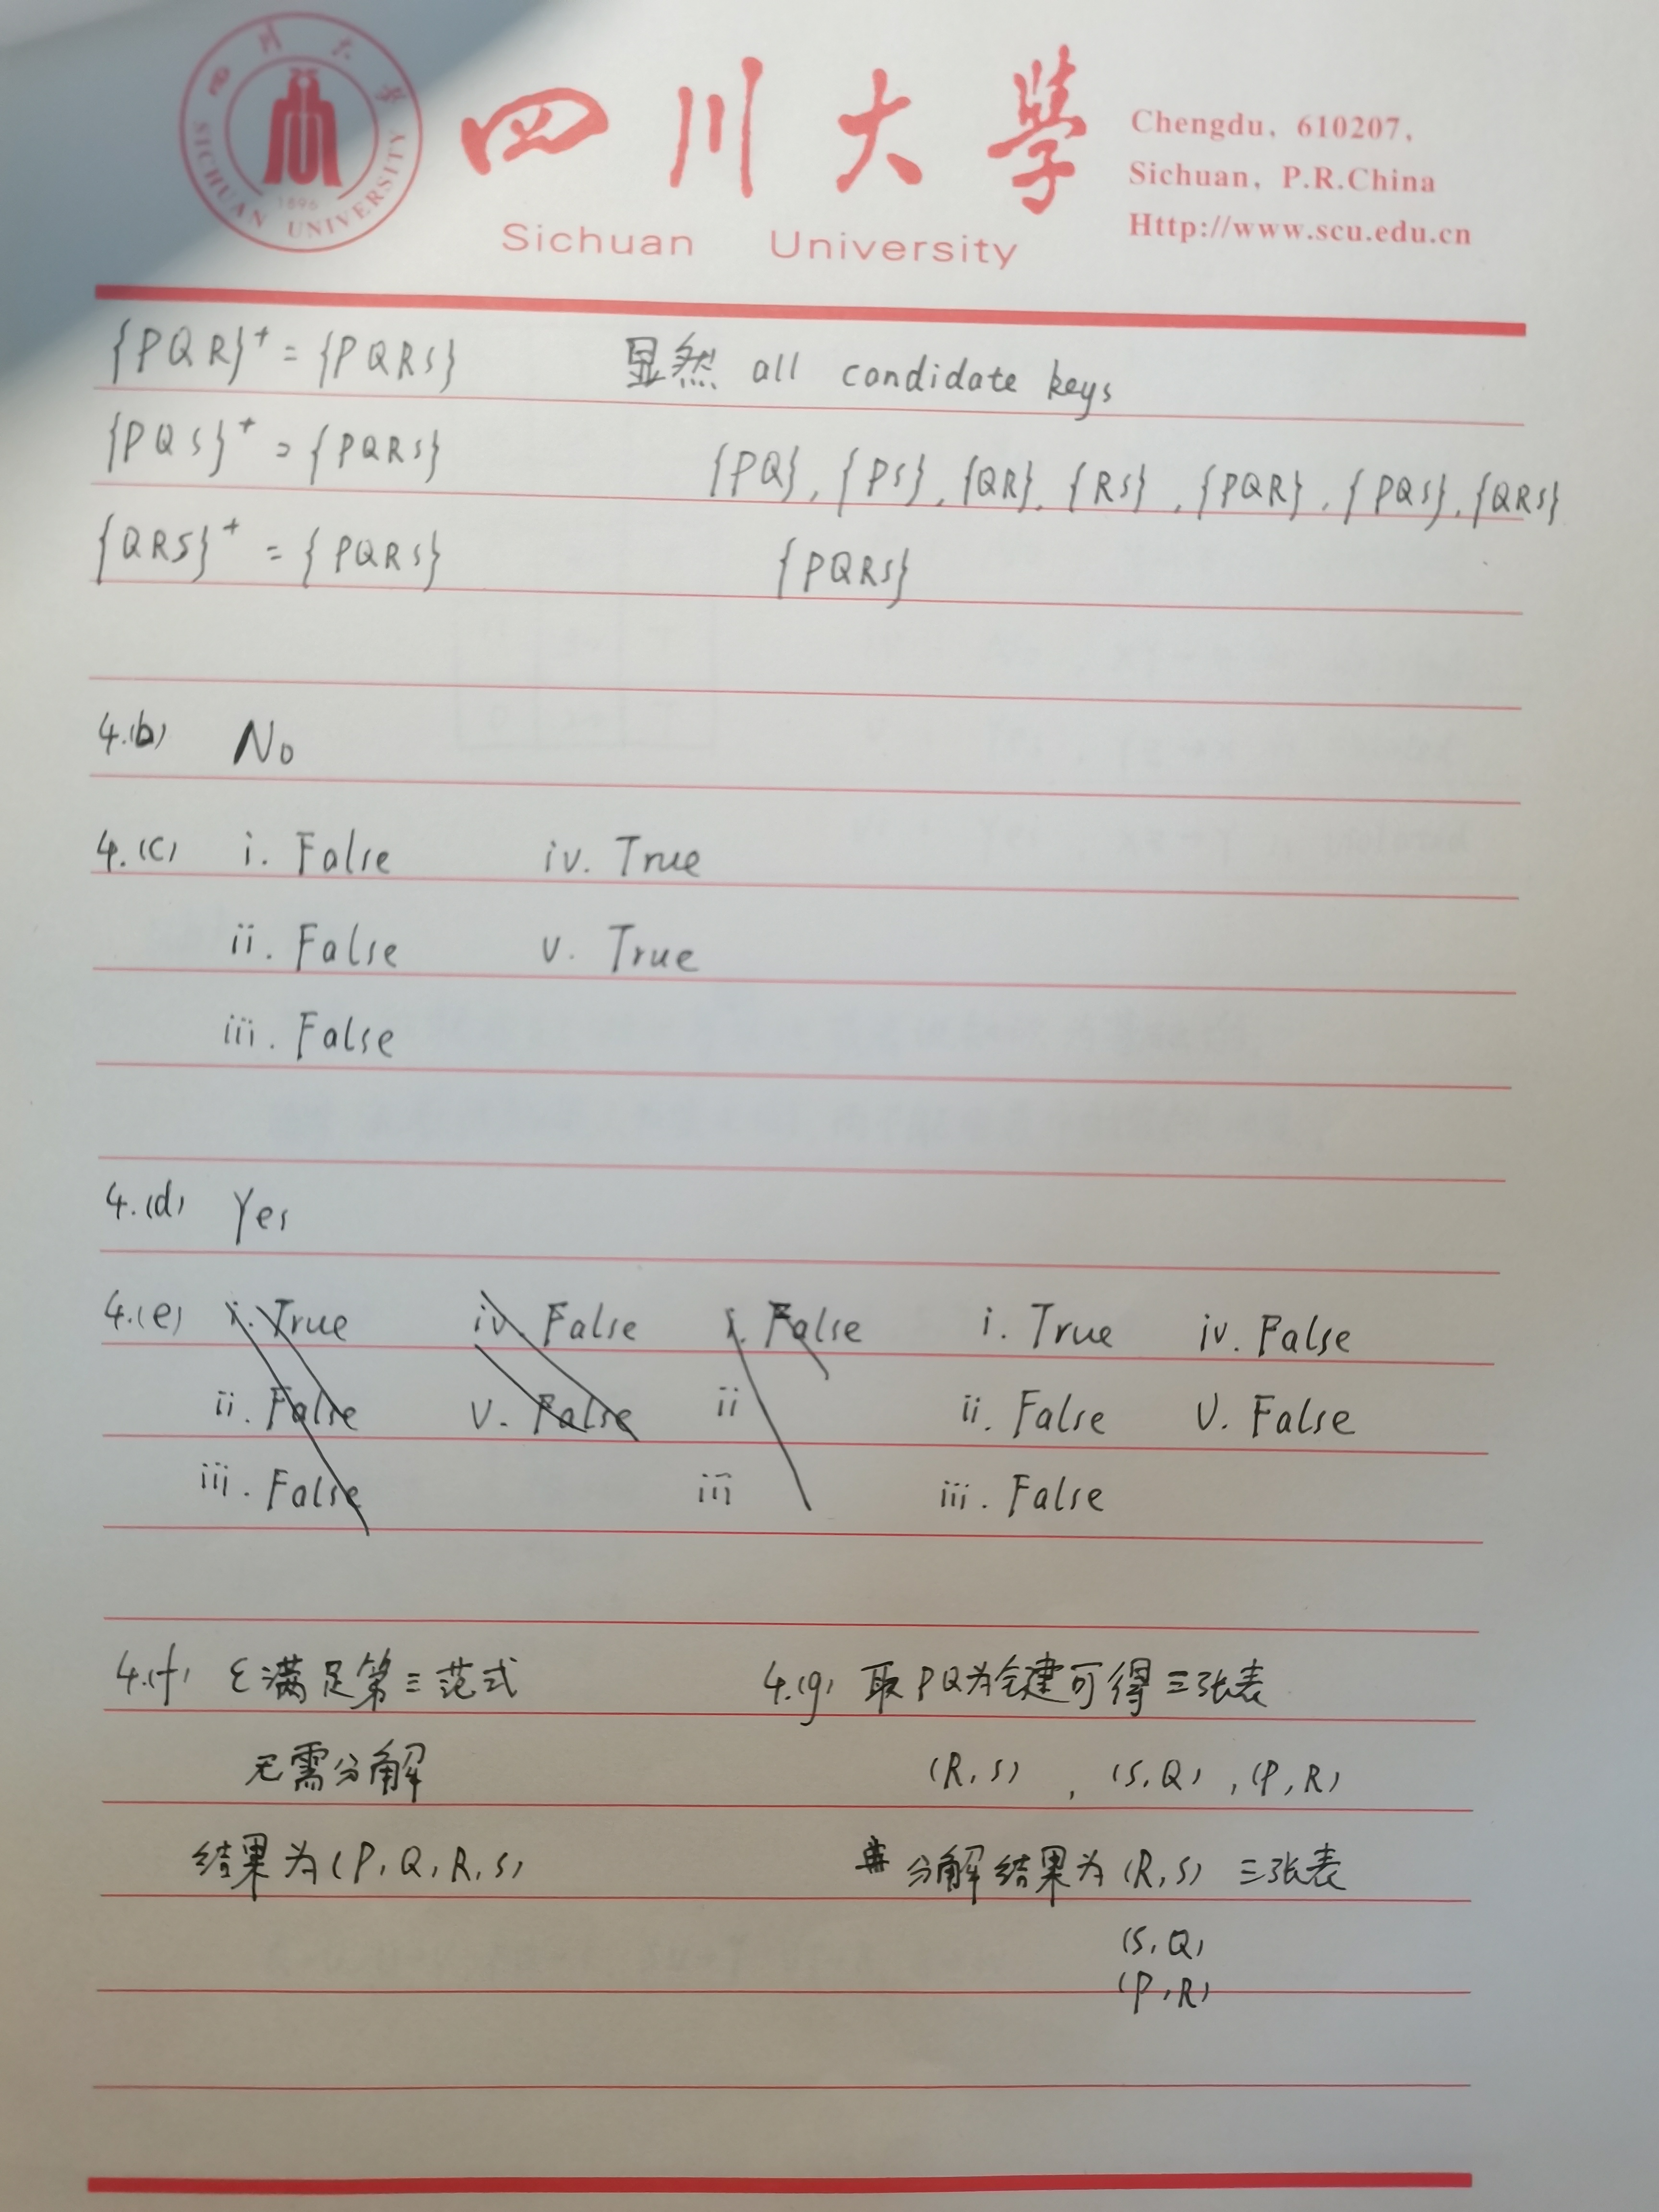 四川大學
SICHUAN UNIVERSITY
1896
四 川 大 學
Sichuan University
Chengdu, 610207,
Sichuan, P.R.China
Http://www.scu.edu.cn
{PQR}⁺ = {PQRS} 显然 all candidate keys
{PQS}⁺ = {PQRS} {PQ}, {PS}, {QR}, {RS}, {PQR}, {PQS}, {QRS}
{QRS}⁺ = {PQRS} {PQRS}
4.(b) No
4.(c) i. False iv. True
ii. False v. True
iii. False
4.(d) Yes
4.(e) i. True iv. False i. False i. True iv. False
ii. False v. False ii ii. False v. False
iii. False iii iii. False
4.(f) ε满足第三范式 4.(g) 取PQ为键可得三张表
无需分解 (R,S), (S,Q), (P,R)
结果为(P,Q,R,S) 分解结果为(R,S) 三张表
(S,Q)
(P,R)